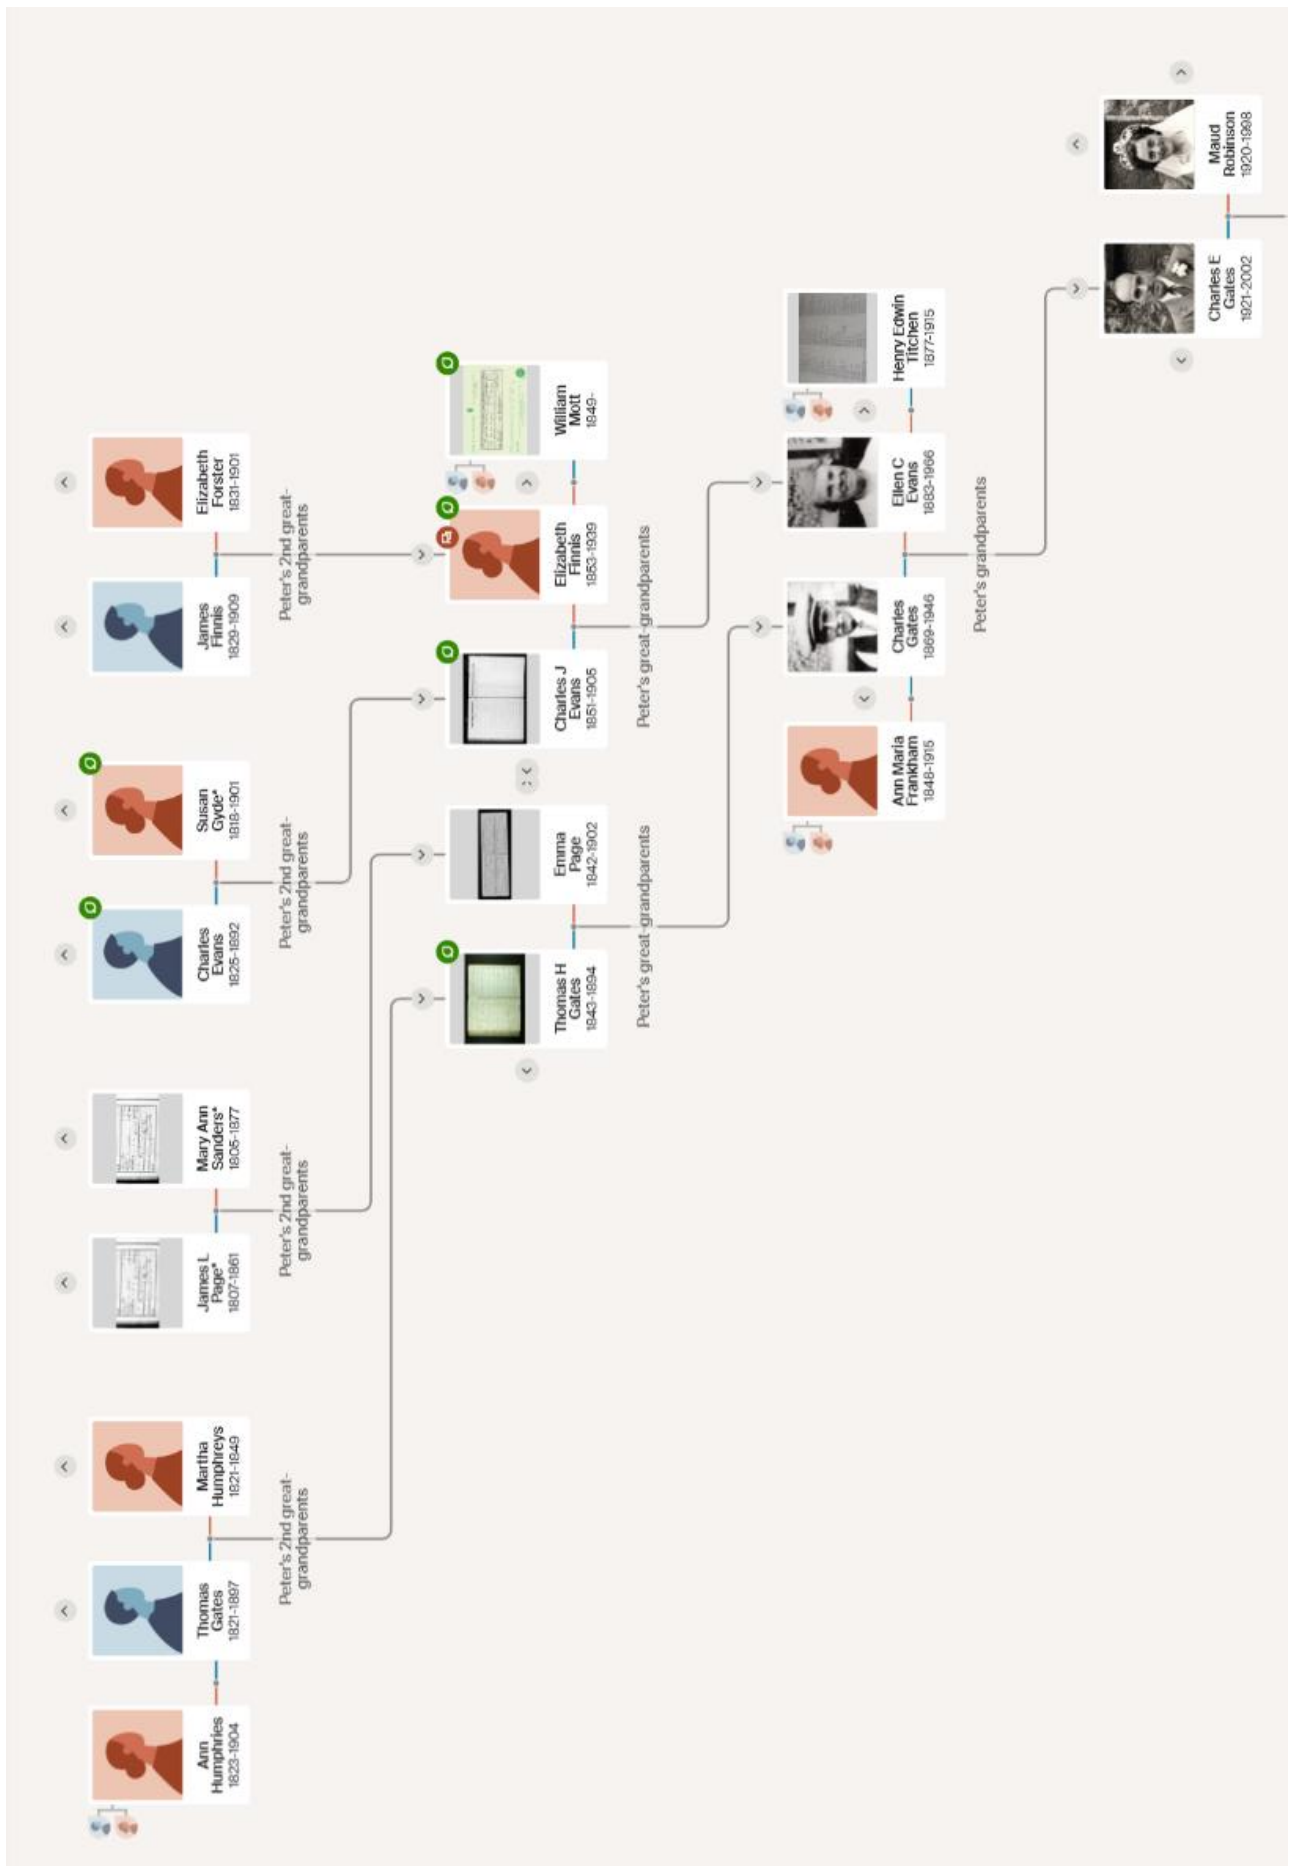 Ann
Humphries
1823-1904
Thomas
Gates
1821-1897
Martha
Humphreys
1821-1849
James L
Page*
1807-1861
Mary Ann
Sanders*
1805-1877
Charles
Evans
1825-1892
Susan
Gyde*
1818-1901
James
Finnis
1829-1909
Elizabeth
Forster
1831-1901
Peter's 2nd great-
grandparents
Peter's 2nd great-
grandparents
Peter's 2nd great-
grandparents
Peter's 2nd great-
grandparents
Thomas H
Gates
1843-1894
Emma
Page
1842-1902
Charles J
Evans
1851-1905
Elizabeth
Finnis
1853-1939
William
Mott
1849-
Peter's great-grandparents
Peter's great-grandparents
Ann Maria
Frankham
1848-1915
Charles
Gates
1869-1946
Ellen C
Evans
1883-1966
Henry Edwin
Titchen
1877-1915
Peter's grandparents
Charles E
Gates
1921-2002
Maud
Robinson
1920-1998